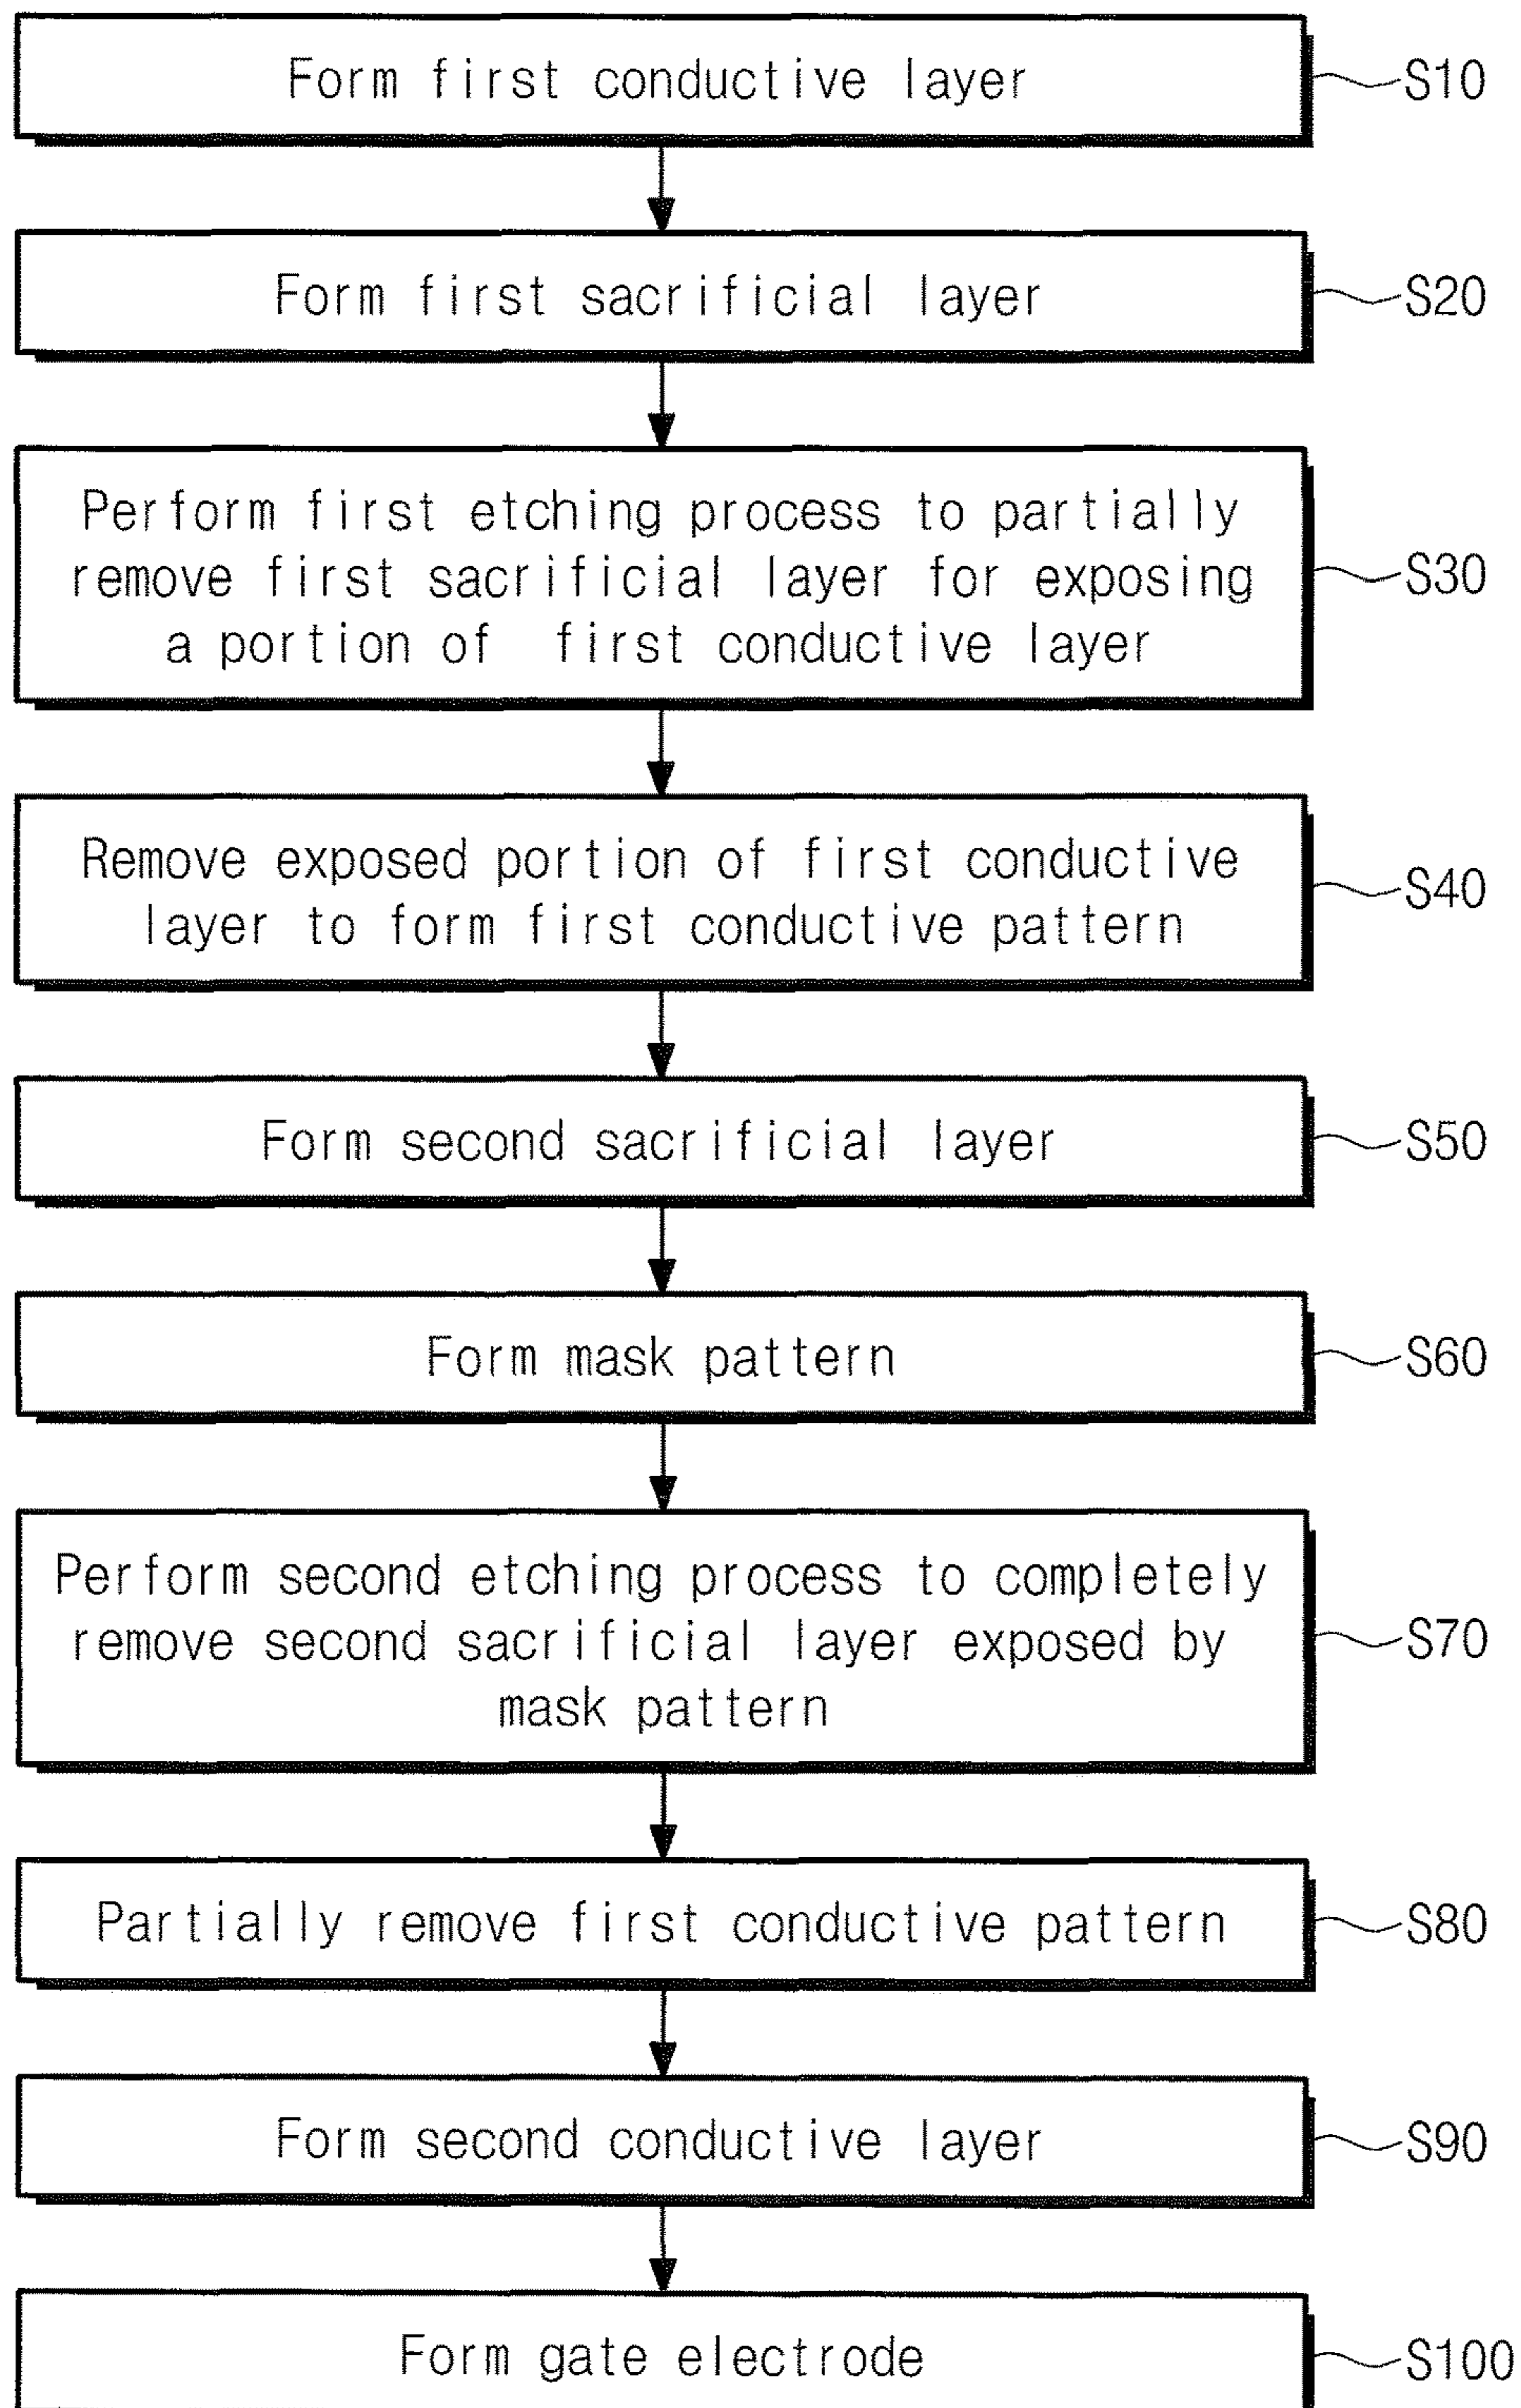 Form first conductive layer
S10
Form first sacrificial layer
S20
Perform first etching process to partially
remove first sacrificial layer for exposing
a portion of first conductive layer
S30
Remove exposed portion of first conductive
layer to form first conductive pattern
S40
Form second sacrificial layer
S50
Form mask pattern
S60
Perform second etching process to completely
remove second sacrificial layer exposed by
mask pattern
S70
Partially remove first conductive pattern
S80
Form second conductive layer
S90
Form gate electrode
S100